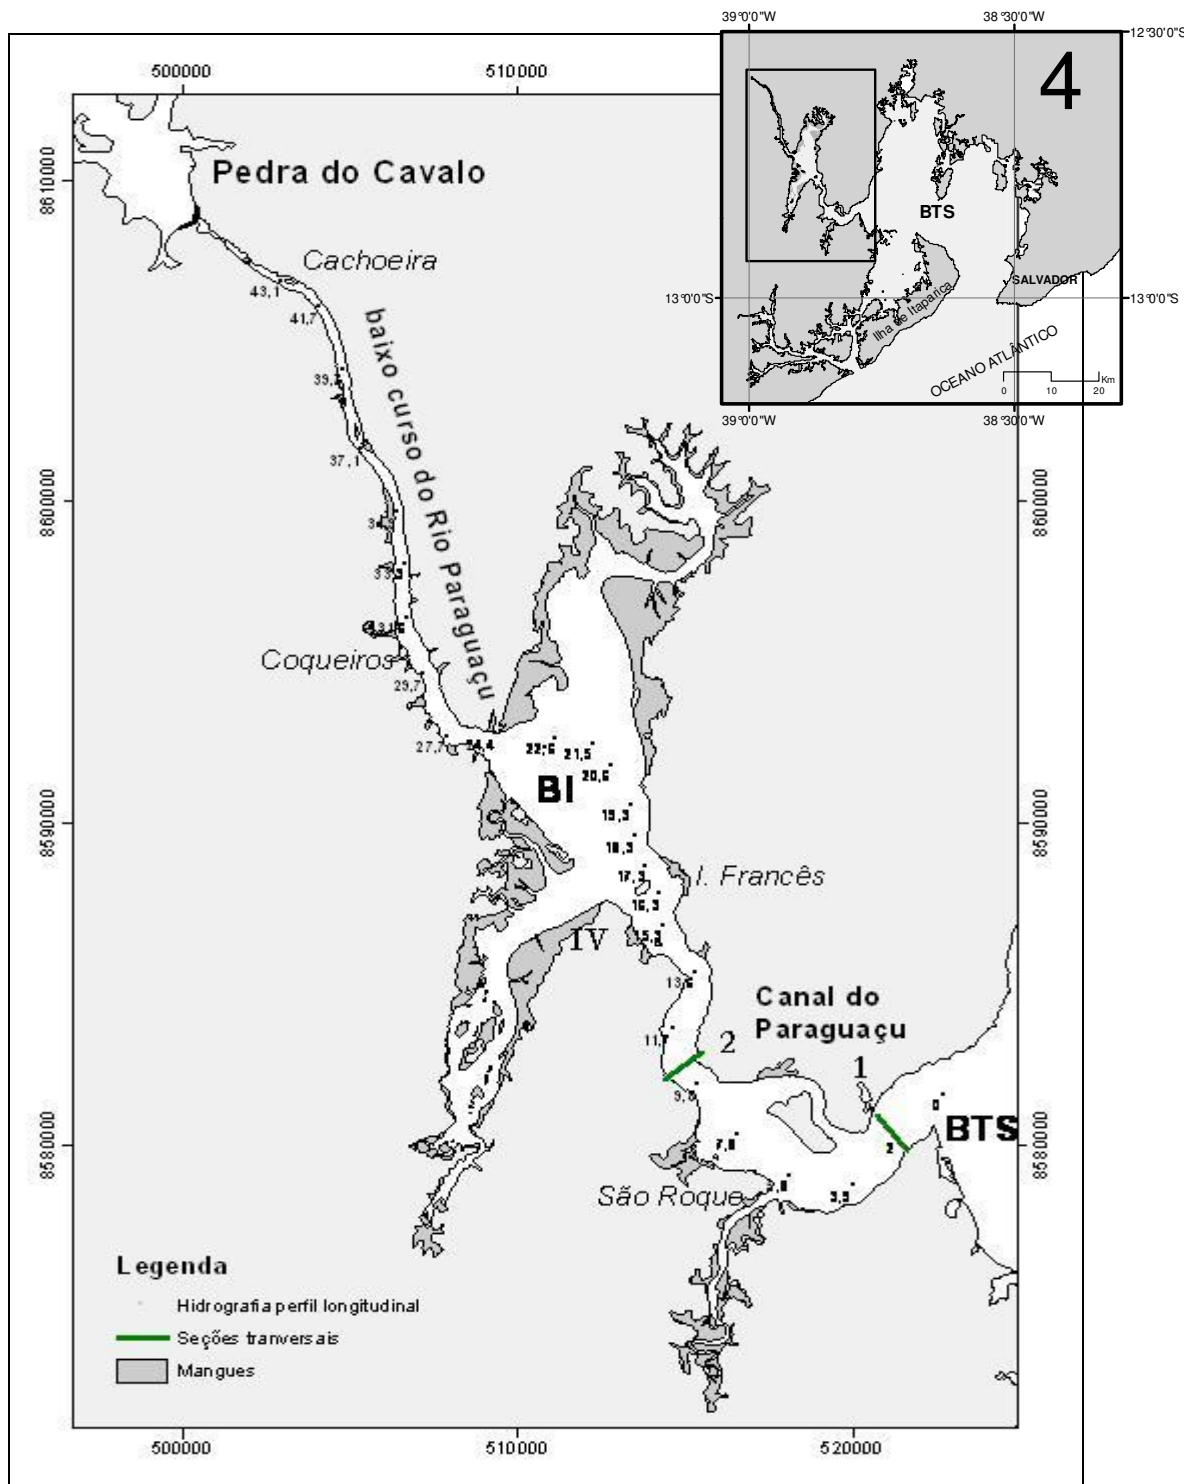 39°0'0"W
38°30'0"W
12°30'0"S
4
BTS
SALVADOR
13°0'0"S
13°0'0"S
Ilha de Itaparica
OCEANO ATLÂNTICO
0 10 20 Km
39°0'0"W
38°30'0"W
500000
510000
8610000
Pedra do Cavalo
Cachoeira
43,1
41,7
baixo curso do Rio Paraguaçu
37,1
8600000
8600000
Coqueiros
29,7
27,7
22,6
21,5
20,6
BI
19,3
8590000
8590000
18,3
17,3
I. Francês
16,3
15,3
IV
13,6
Canal do
Paraguaçu
11,7
2
1
9,8
0
BTS
2
8580000
8580000
7,8
São Roque
3,9
Legenda
Hidrografia perfil longitudinal
Seções tranversais
Mangues
500000
510000
520000